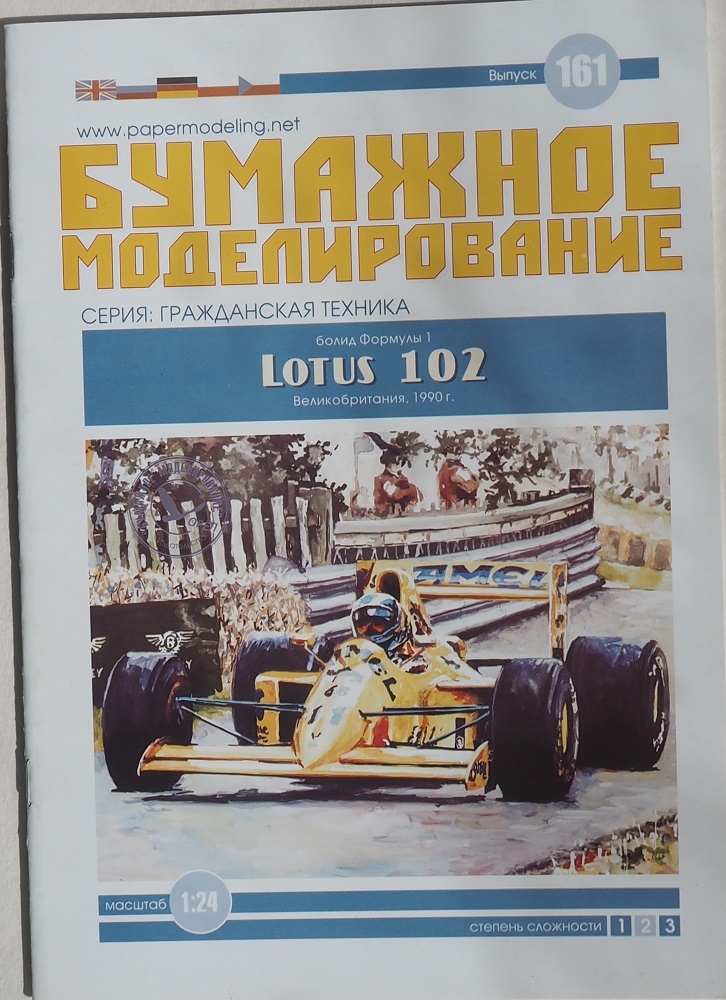 Выпуск 161
www.papermodeling.net
БУМАЖНОЕ
МОДЕЛИРОВАНИЕ
СЕРИЯ: ГРАЖДАНСКАЯ ТЕХНИКА
болид Формулы 1
LOTUS 102
Великобритания, 1990 г.
CAMEL
B
масштаб 1:24
степень сложности 1 2 3